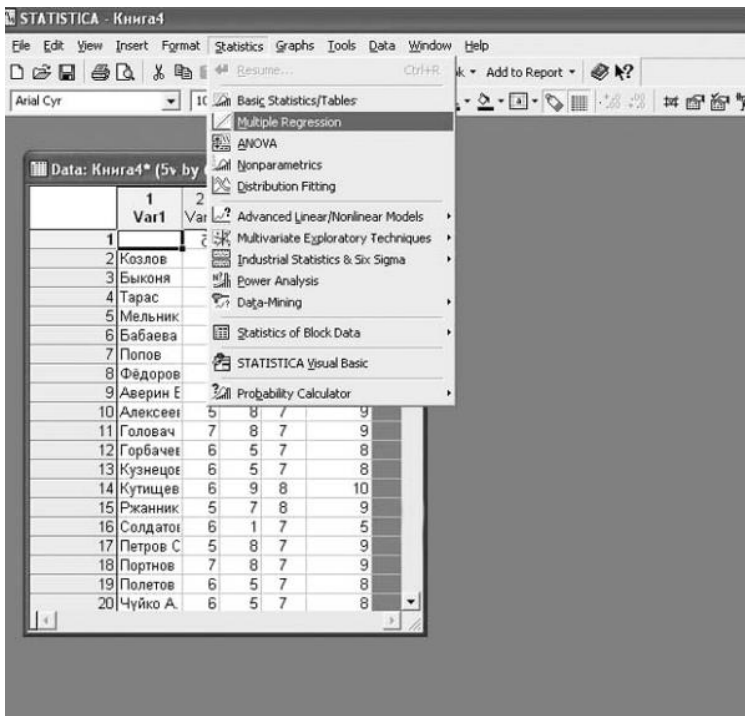 STATISTICA - Книга4
File Edit View Insert Format Statistics Graphs Tools Data Window Help
Add to Report
Arial Cyr 10
Resume... Ctrl+R
Basic Statistics/Tables
Multiple Regression
ANOVA
Nonparametrics
Distribution Fitting
Advanced Linear/Nonlinear Models
Multivariate Exploratory Techniques
Industrial Statistics & Six Sigma
Power Analysis
Data-Mining
Statistics of Block Data
STATISTICA Visual Basic
Probability Calculator
Data: Книга4* (5v by
1 2
Var1 Var
1
2 Козлов
3 Быконя
4 Тарас
5 Мельник
6 Бабаева
7 Попов
8 Фёдоров
9 Аверин Е
10 Алексеев 5 8 7 9
11 Головач 7 8 7 9
12 Горбачев 6 5 7 8
13 Кузнецов 6 5 7 8
14 Кутищев 6 9 8 10
15 Ржанник 5 7 8 9
16 Солдатов 6 1 7 5
17 Петров С 5 8 7 9
18 Портнов 7 8 7 9
19 Полетов 6 5 7 8
20 Чуйко А. 6 5 7 8